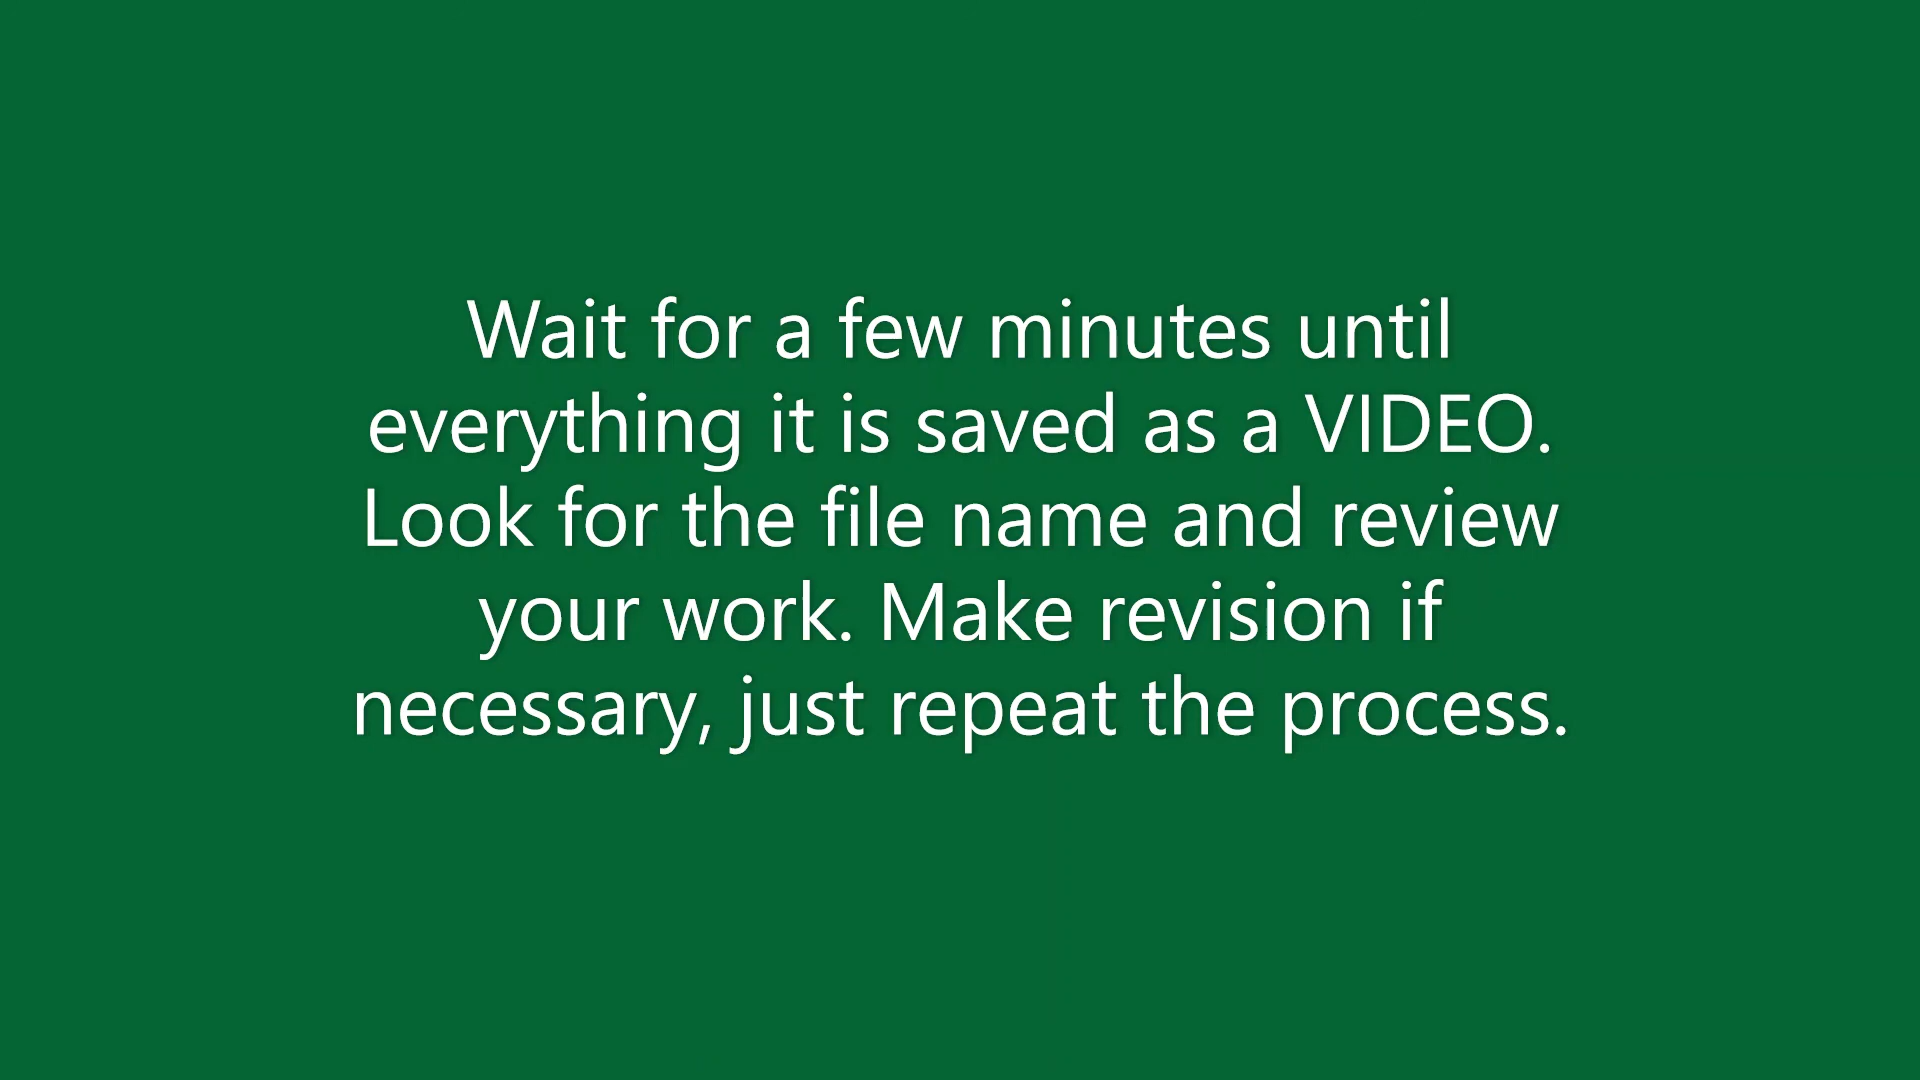 Wait for a few minutes until
everything it is saved as a VIDEO.
Look for the file name and review
your work. Make revision if
necessary, just repeat the process.